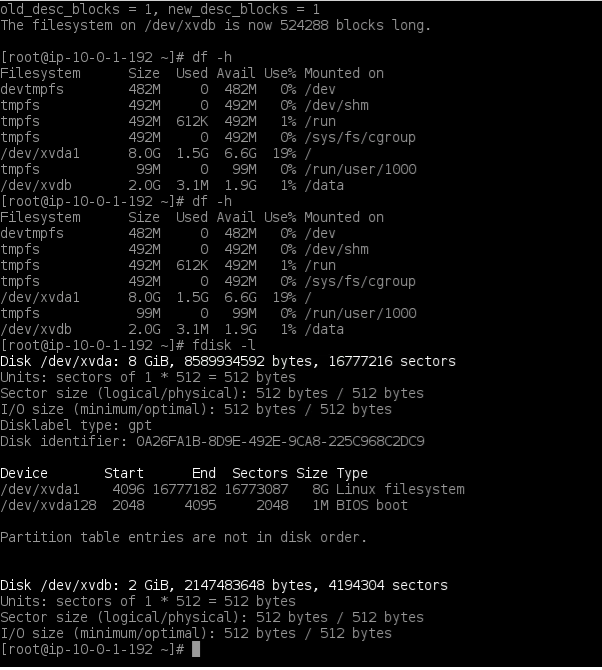 old_desc_blocks = 1, new_desc_blocks = 1
The filesystem on /dev/xvdb is now 524288 blocks long.

[root@ip-10-0-1-192 ~]# df -h
Filesystem      Size  Used Avail Use% Mounted on
devtmpfs        482M     0  482M   0% /dev
tmpfs           492M     0  492M   0% /dev/shm
tmpfs           492M  612K  492M   1% /run
tmpfs           492M     0  492M   0% /sys/fs/cgroup
/dev/xvda1      8.0G  1.5G  6.6G  19% /
tmpfs            99M     0   99M   0% /run/user/1000
/dev/xvdb       2.0G  3.1M  1.9G   1% /data
[root@ip-10-0-1-192 ~]# df -h
Filesystem      Size  Used Avail Use% Mounted on
devtmpfs        482M     0  482M   0% /dev
tmpfs           492M     0  492M   0% /dev/shm
tmpfs           492M  612K  492M   1% /run
tmpfs           492M     0  492M   0% /sys/fs/cgroup
/dev/xvda1      8.0G  1.5G  6.6G  19% /
tmpfs            99M     0   99M   0% /run/user/1000
/dev/xvdb       2.0G  3.1M  1.9G   1% /data
[root@ip-10-0-1-192 ~]# fdisk -l
Disk /dev/xvda: 8 GiB, 8589934592 bytes, 16777216 sectors
Units: sectors of 1 * 512 = 512 bytes
Sector size (logical/physical): 512 bytes / 512 bytes
I/O size (minimum/optimal): 512 bytes / 512 bytes
Disklabel type: gpt
Disk identifier: 0A26FA1B-8D9E-492E-9CA8-225C968C2DC9

Device       Start      End  Sectors Size Type
/dev/xvda1    4096 16777182 16773087   8G Linux filesystem
/dev/xvda128  2048     4095     2048   1M BIOS boot

Partition table entries are not in disk order.


Disk /dev/xvdb: 2 GiB, 2147483648 bytes, 4194304 sectors
Units: sectors of 1 * 512 = 512 bytes
Sector size (logical/physical): 512 bytes / 512 bytes
I/O size (minimum/optimal): 512 bytes / 512 bytes
[root@ip-10-0-1-192 ~]#